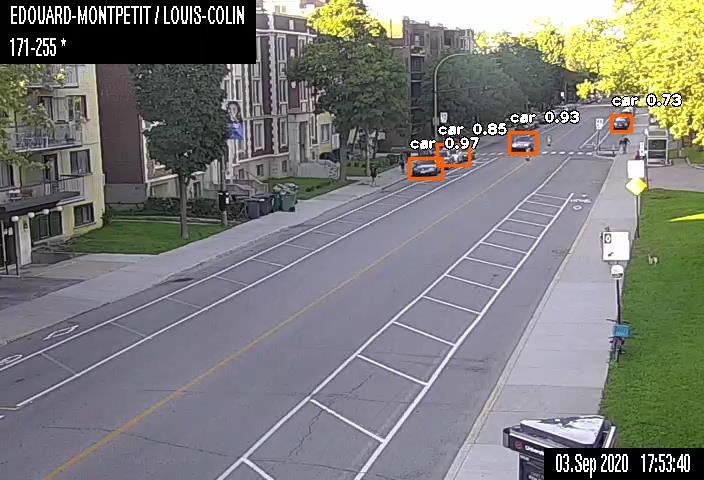 EDOUARD-MONTPETIT / LOUIS-COLIN
171-255 *
car 0.73
car 0.93
car 0.85
car 0.97
03.Sep 2020 17:53:40